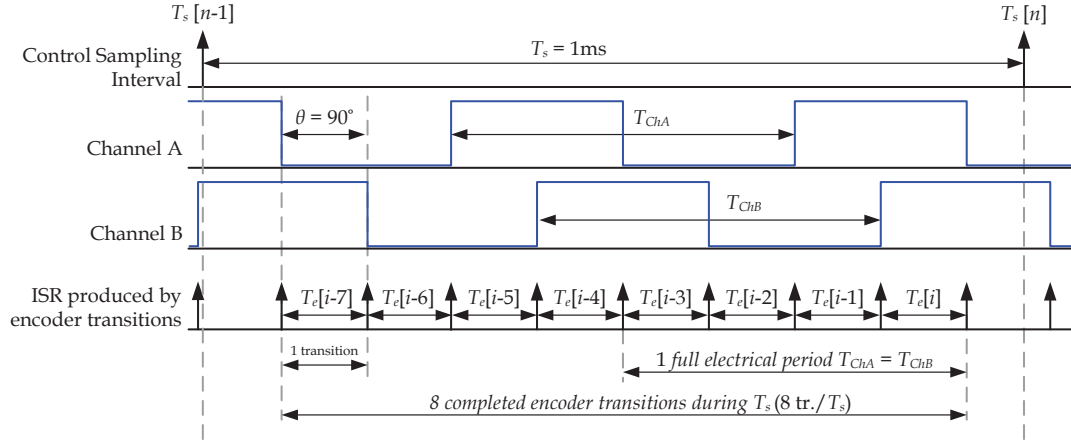 T_s [n-1]
T_s [n]
Control Sampling
Interval
T_s = 1ms
θ = 90°
T_ChA
Channel A
T_ChB
Channel B
ISR produced by
encoder transitions
T_e[i-7] T_e[i-6] T_e[i-5] T_e[i-4] T_e[i-3] T_e[i-2] T_e[i-1] T_e[i]
1 transition
1 full electrical period T_ChA = T_ChB
8 completed encoder transitions during T_s (8 tr./T_s)